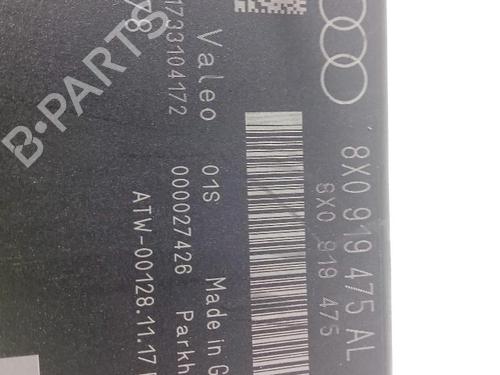 8X0 919 475 AL
8X0 919 475
Valeo 01S Made in G
1733104172 000027426 Parkh
ATW-00128.11.17
B-PARTS